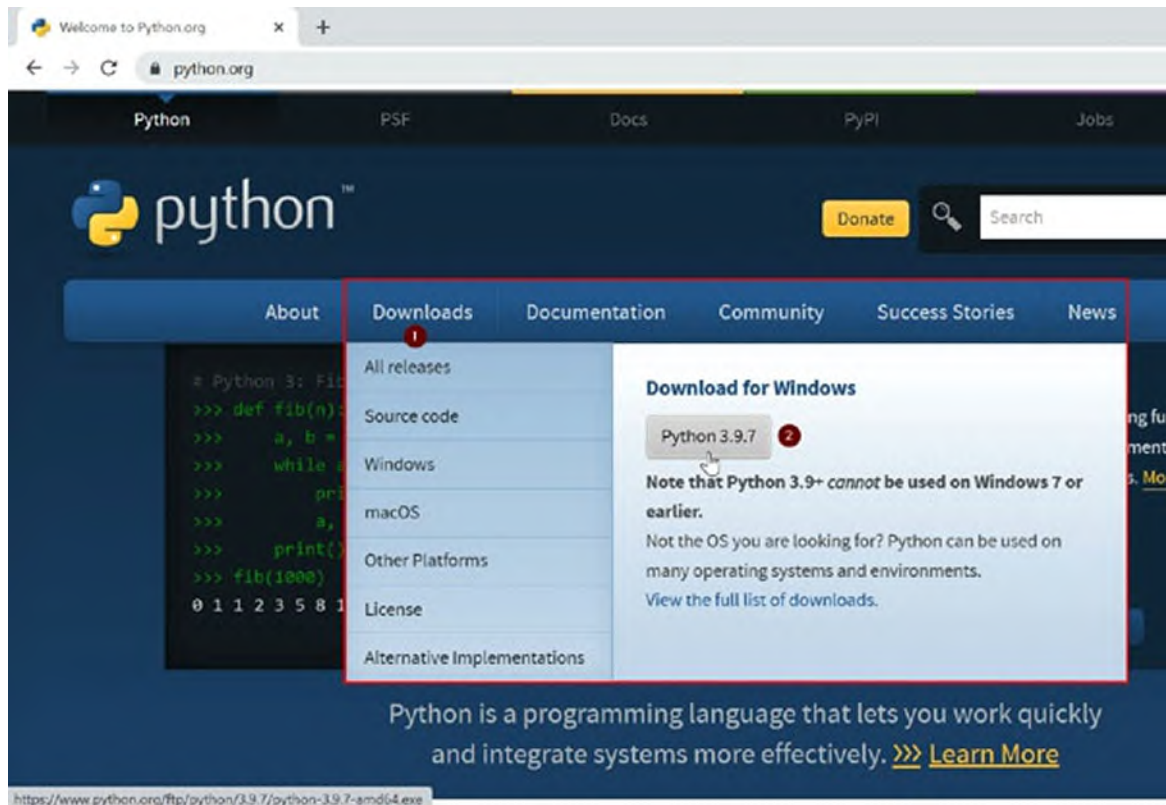 Welcome to Python.org
python.org
Python PSF Docs PyPI Jobs
python™
Donate Search
About Downloads Documentation Community Success Stories News
1
All releases
Source code
Windows
macOS
Other Platforms
License
Alternative Implementations
Download for Windows
Python 3.9.7 2
Note that Python 3.9+ cannot be used on Windows 7 or
earlier.
Not the OS you are looking for? Python can be used on
many operating systems and environments.
View the full list of downloads.
# Python 3: Fi
>>> def fib(n):
>>> a, b =
>>> while a
>>> pri
>>> a,
>>> print()
>>> fib(1000)
0 1 1 2 3 5 8 1
ng fu
ment
s. Mo
Python is a programming language that lets you work quickly
and integrate systems more effectively. >>> Learn More
https://www.python.org/ftp/python/3.9.7/python-3.9.7-amd64.exe